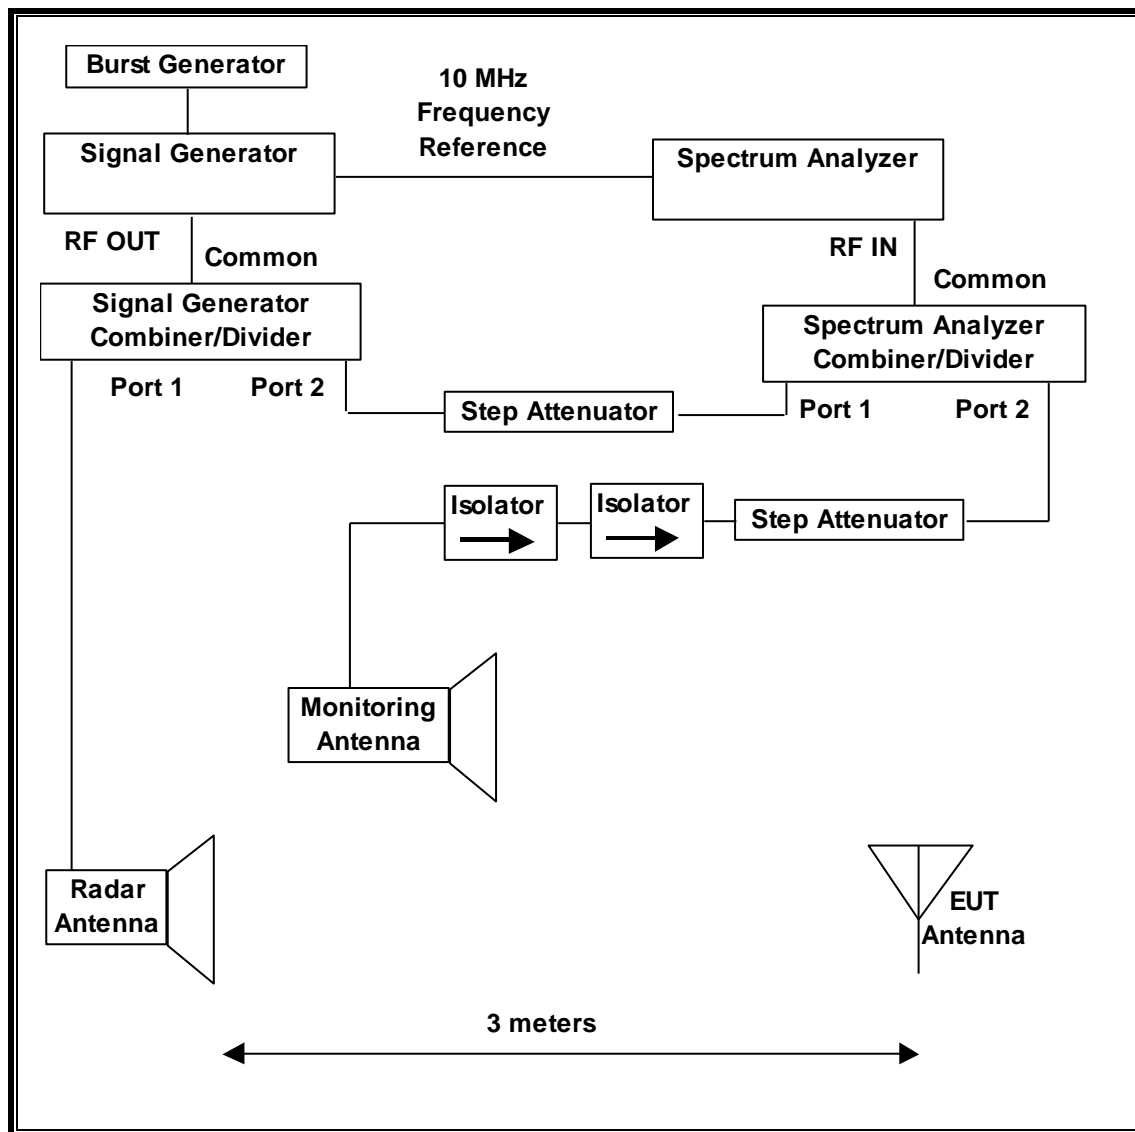 Burst Generator
10 MHz
Frequency
Reference
Signal Generator
Spectrum Analyzer
RF OUT
Common
RF IN
Common
Signal Generator
Combiner/Divider
Spectrum Analyzer
Combiner/Divider
Port 1
Port 2
Step Attenuator
Port 1
Port 2
Isolator
Isolator
Step Attenuator
Monitoring
Antenna
Radar
Antenna
EUT
Antenna
3 meters